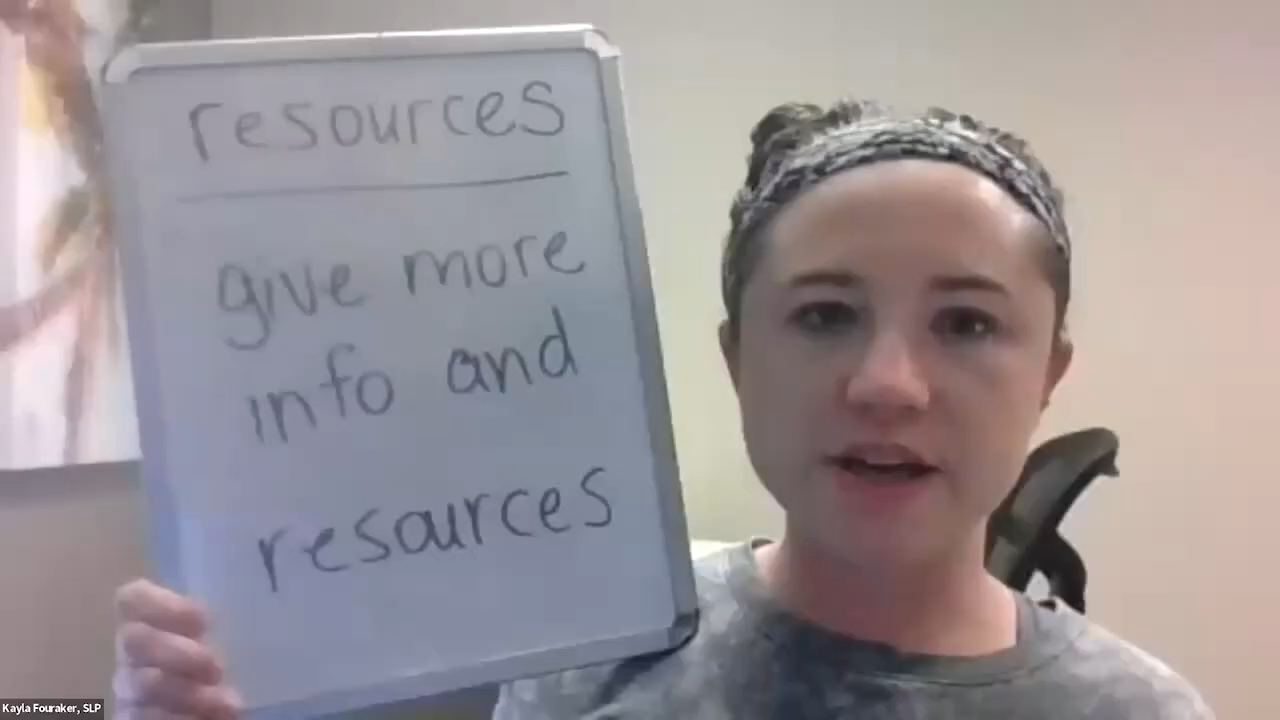 resources
give more
info and
resources
Kayla Fouraker, SLP